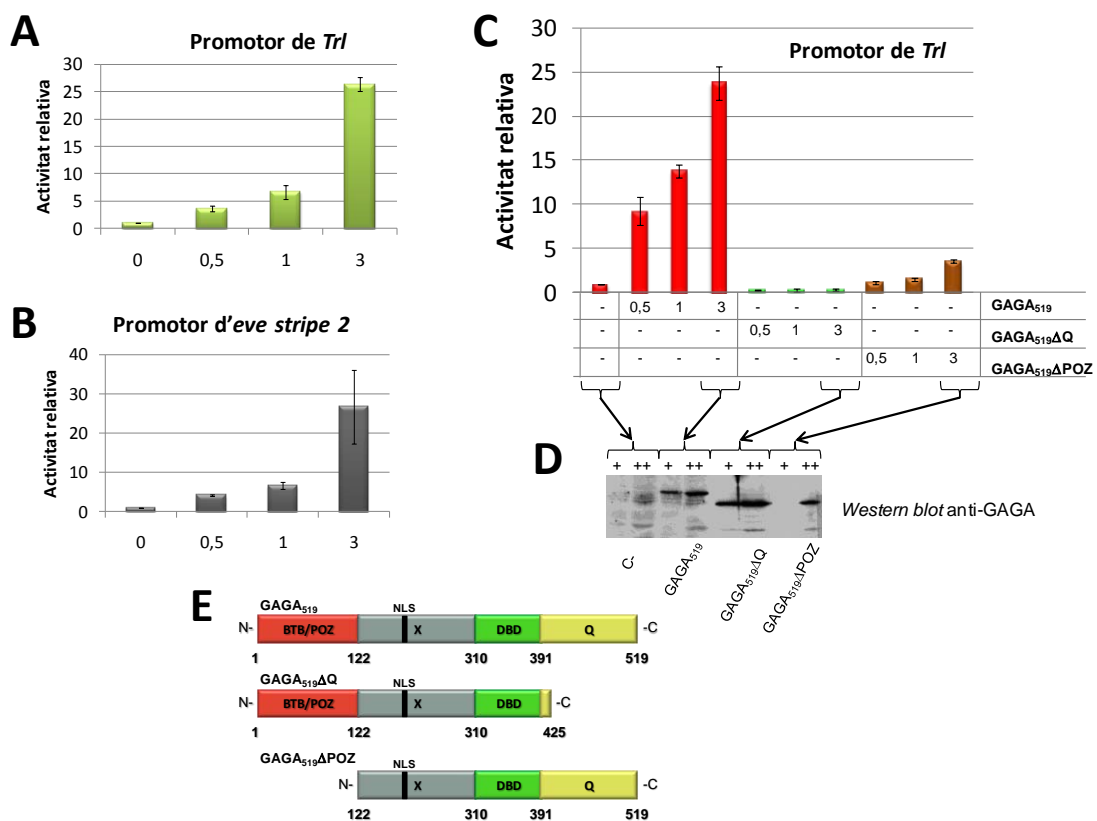 A
Promotor de Trl
Activitat relativa
30
25
20
15
10
5
0
0 0,5 1 3
B
Promotor d'eve stripe 2
Activitat relativa
40
30
20
10
0
0 0,5 1 3
C
Promotor de Trl
Activitat relativa
30
25
20
15
10
5
0
- 0,5 1 3 - - - - - - GAGA519
- - - - 0,5 1 3 - - - GAGA519ΔQ
- - - - - - - 0,5 1 3 GAGA519ΔPOZ
D
+ ++ + ++ + ++ + ++
Western blot anti-GAGA
C-
GAGA519
GAGA519ΔQ
GAGA519ΔPOZ
E
GAGA519
NLS
N- BTB/POZ X DBD Q -C
1 122 310 391 519
GAGA519ΔQ
NLS
N- BTB/POZ X DBD -C
1 122 310 425
GAGA519ΔPOZ
NLS
N- X DBD Q -C
122 310 391 519